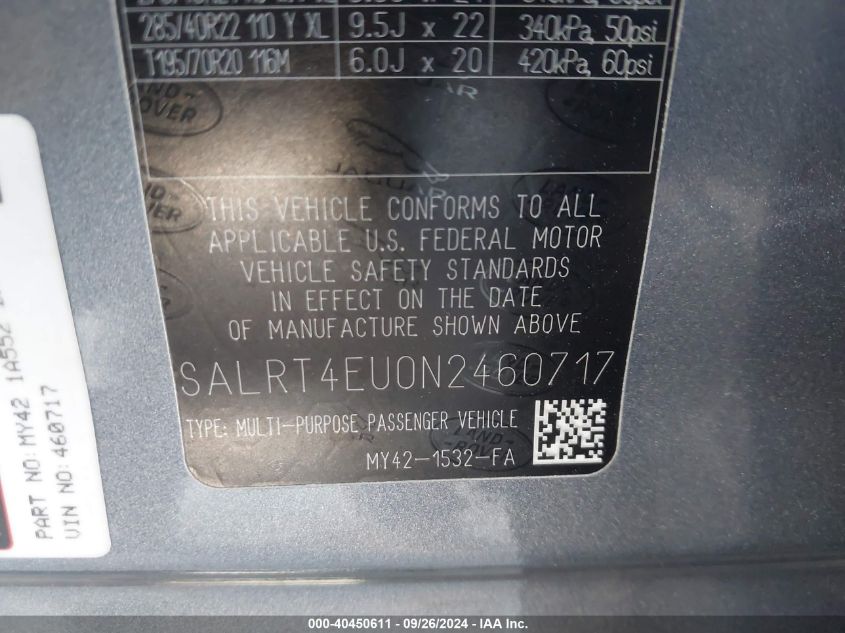 285/40R22 110 Y XL 9.5J x 22 340kPa, 50psi
T195/70R20 116M 6.0J x 20 420kPa, 60psi
LAND ROVER
JAGUAR
THIS VEHICLE CONFORMS TO ALL
APPLICABLE U.S. FEDERAL MOTOR
VEHICLE SAFETY STANDARDS
IN EFFECT ON THE DATE
OF MANUFACTURE SHOWN ABOVE
SALRT4EU0N2460717
TYPE: MULTI-PURPOSE PASSENGER VEHICLE
MY42-1532-FA
PART NO: MY42 1A552
VIN NO: 460717
000-40450611 - 09/26/2024 - IAA Inc.